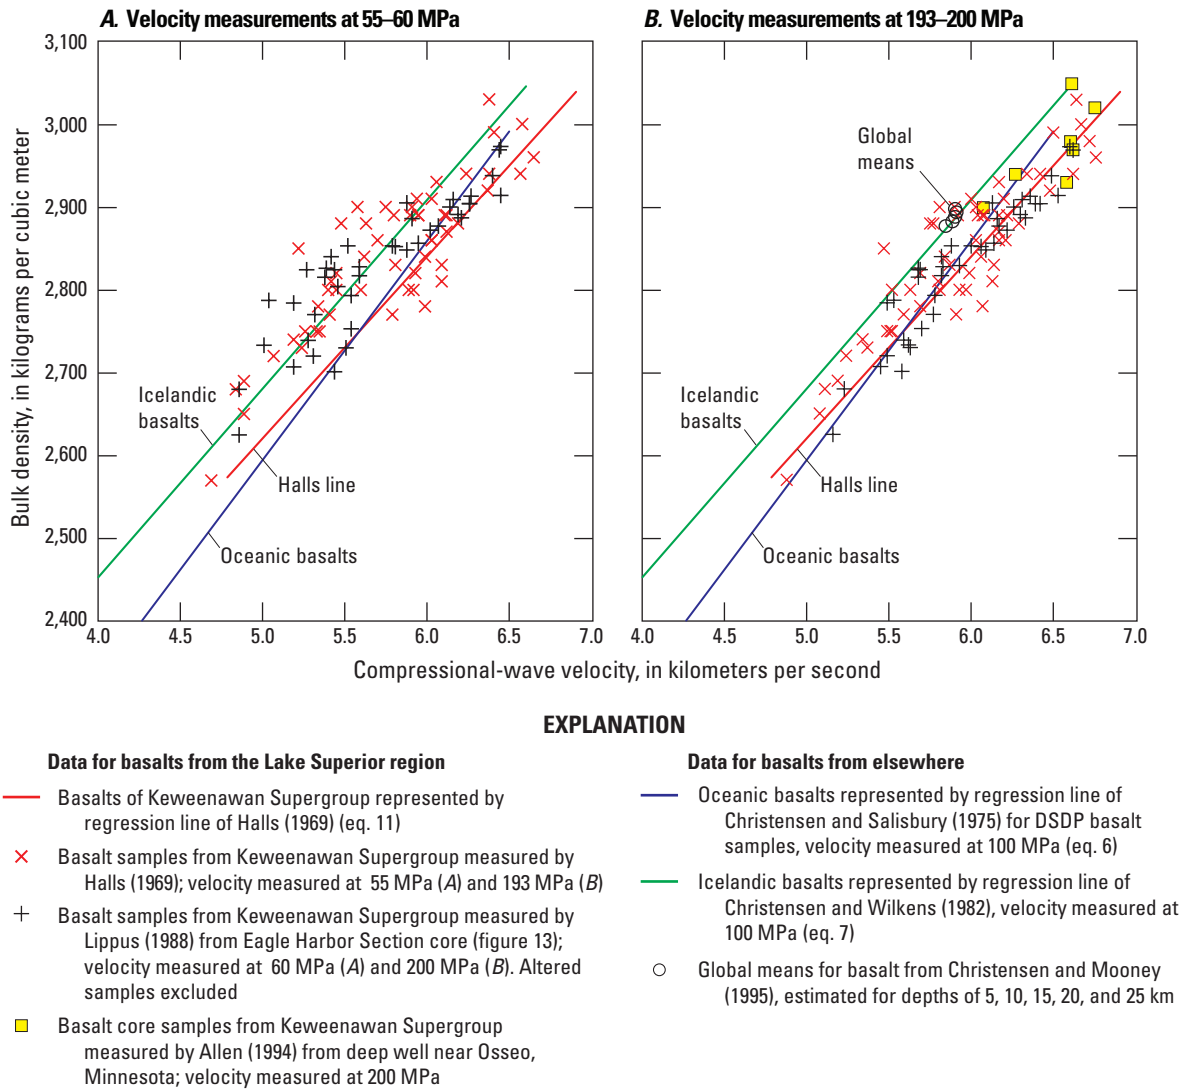 A. Velocity measurements at 55–60 MPa
B. Velocity measurements at 193–200 MPa
Bulk density, in kilograms per cubic meter
3,100
3,000
2,900
2,800
2,700
2,600
2,500
2,400
Icelandic
basalts
Halls line
Oceanic basalts
4.0 4.5 5.0 5.5 6.0 6.5 7.0
Global
means
Icelandic
basalts
Halls line
Oceanic basalts
4.0 4.5 5.0 5.5 6.0 6.5 7.0
Compressional-wave velocity, in kilometers per second
EXPLANATION
Data for basalts from the Lake Superior region
Basalts of Keweenawan Supergroup represented by
regression line of Halls (1969) (eq. 11)
Basalt samples from Keweenawan Supergroup measured by
Halls (1969); velocity measured at 55 MPa (A) and 193 MPa (B)
Basalt samples from Keweenawan Supergroup measured by
Lippus (1988) from Eagle Harbor Section core (figure 13);
velocity measured at 60 MPa (A) and 200 MPa (B). Altered
samples excluded
Basalt core samples from Keweenawan Supergroup
measured by Allen (1994) from deep well near Osseo,
Minnesota; velocity measured at 200 MPa
Data for basalts from elsewhere
Oceanic basalts represented by regression line of
Christensen and Salisbury (1975) for DSDP basalt
samples, velocity measured at 100 MPa (eq. 6)
Icelandic basalts represented by regression line of
Christensen and Wilkens (1982), velocity measured at
100 MPa (eq. 7)
Global means for basalt from Christensen and Mooney
(1995), estimated for depths of 5, 10, 15, 20, and 25 km